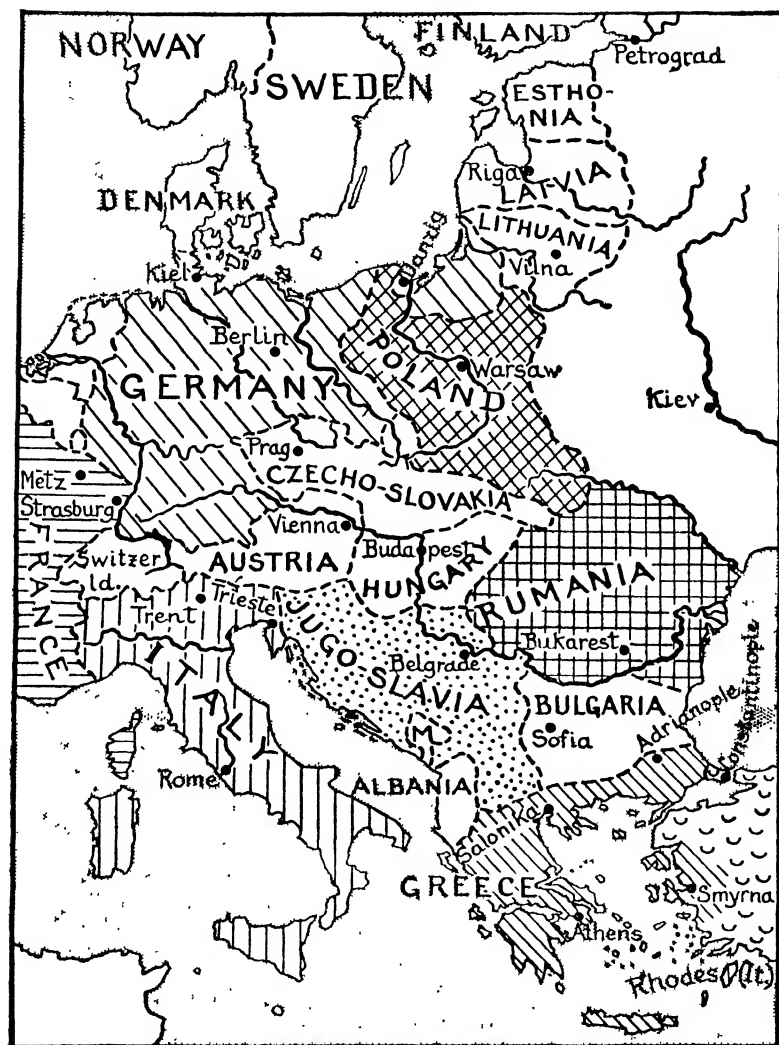 NORWAY
SWEDEN
FINLAND
Petrograd
ESTHO-
NIA
Riga
LATVIA
DENMARK
LITHUANIA
Vilna
Kiel
Danzig
Berlin
POLAND
Warsaw
GERMANY
Kiev
Prag
CZECHO-SLOVAKIA
Metz
Strasburg
FRANCE
Vienna
Switzer
ld.
AUSTRIA
Budapest
HUNGARY
RUMANIA
Trent
Trieste
JUGO-SLAVIA
Belgrade
Bukarest
ITALY
BULGARIA
Sofia
Adrianople
Constantinople
M.
ALBANIA
Rome
Salonika
GREECE
Smyrna
Athens
Rhodes (It.)